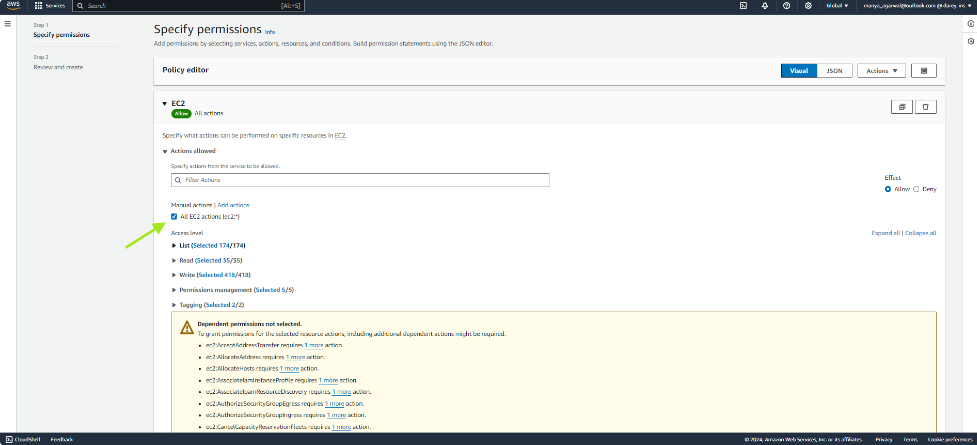 aws
Services
Search
[Alt+S]
Global
manya_agarwal@outlook.com @ darey-ins
Step 1
Specify permissions
Step 2
Review and create
Specify permissions Info
Add permissions by selecting services, actions, resources, and conditions. Build permission statements using the JSON editor.
Policy editor
Visual
JSON
Actions
EC2
Allow All actions
Specify what actions can be performed on specific resources in EC2.
Actions allowed
Specify actions from the service to be allowed.
Filter Actions
Effect
Allow Deny
Manual actions | Add actions
All EC2 actions (ec2:*)
Access level
Expand all | Collapse all
List (Selected 174/174)
Read (Selected 35/35)
Write (Selected 418/418)
Permissions management (Selected 5/5)
Tagging (Selected 2/2)
Dependent permissions not selected.
To grant permissions for the selected resource actions, including additional dependent actions might be required.
ec2:AcceptAddressTransfer requires 1 more action.
ec2:AllocateAddress requires 1 more action.
ec2:AllocateHosts requires 1 more action.
ec2:AssociateIamInstanceProfile requires 1 more action.
ec2:AssociateIpamResourceDiscovery requires 1 more action.
ec2:AuthorizeSecurityGroupEgress requires 1 more action.
ec2:AuthorizeSecurityGroupIngress requires 1 more action.
ec2:CancelCapacityReservationFleets requires 1 more action.
CloudShell
Feedback
© 2024, Amazon Web Services, Inc. or its affiliates.
Privacy
Terms
Cookie preferences